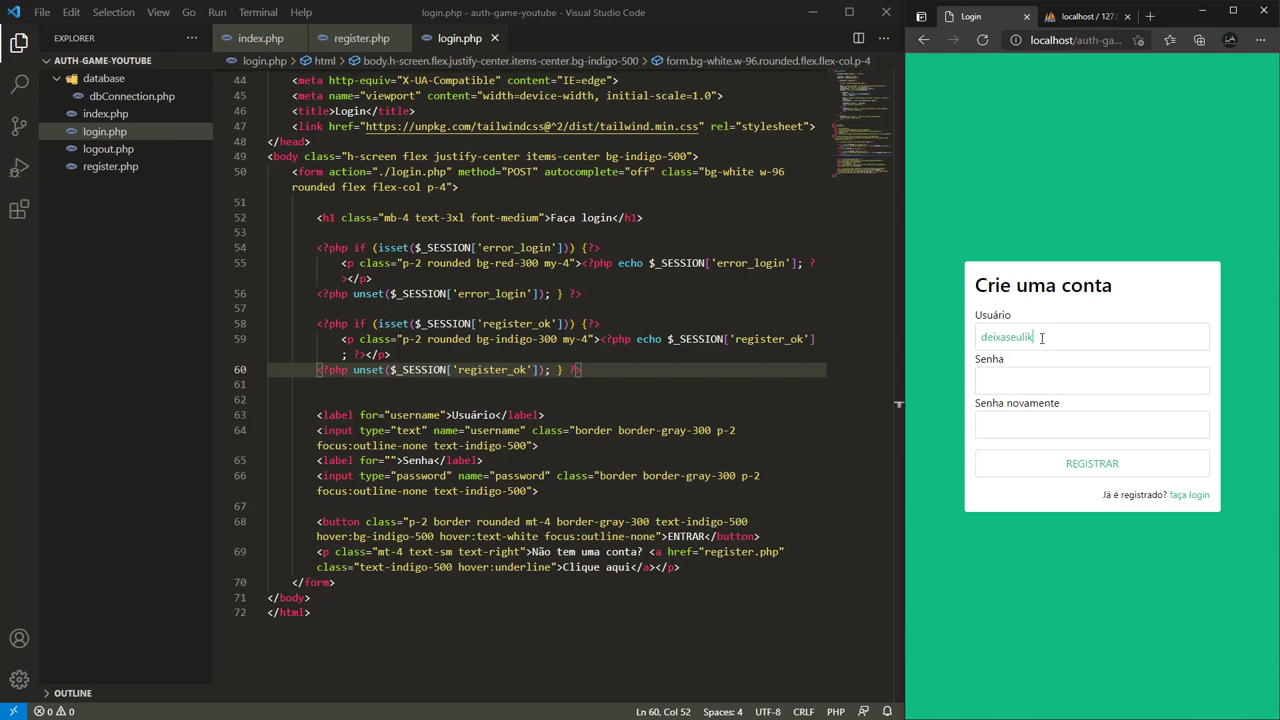 File Edit Selection View Go Run Terminal Help
login.php - auth-game-youtube - Visual Studio Code
EXPLORER
AUTH-GAME-YOUTUBE
database
dbConnection.php
index.php
login.php
logout.php
register.php
OUTLINE
index.php register.php login.php
login.php > html > body.h-screen.flex.justify-center.items-center.bg-indigo-500 > form.bg-white.w-96.rounded.flex.flex-col.p-4
44 <meta http-equiv="X-UA-Compatible" content="IE=edge">
45 <meta name="viewport" content="width=device-width, initial-scale=1.0">
46 <title>Login</title>
47 <link href="https://unpkg.com/tailwindcss@^2/dist/tailwind.min.css" rel="stylesheet">
48 </head>
49 <body class="h-screen flex justify-center items-center bg-indigo-500">
50 <form action="./login.php" method="POST" autocomplete="off" class="bg-white w-96
rounded flex flex-col p-4">
51
52 <h1 class="mb-4 text-3xl font-medium">Faça login</h1>
53
54 <?php if (isset($_SESSION['error_login'])) {?>
55 <p class="p-2 rounded bg-red-300 my-4"><?php echo $_SESSION['error_login']; ?
></p>
56 <?php unset($_SESSION['error_login']); } ?>
57
58 <?php if (isset($_SESSION['register_ok'])) {?>
59 <p class="p-2 rounded bg-indigo-300 my-4"><?php echo $_SESSION['register_ok']
; ?></p>
60 <?php unset($_SESSION['register_ok']); } ?>
61
62
63 <label for="username">Usuário</label>
64 <input type="text" name="username" class="border border-gray-300 p-2
focus:outline-none text-indigo-500">
65 <label for="">Senha</label>
66 <input type="password" name="password" class="border border-gray-300 p-2
focus:outline-none text-indigo-500">
67
68 <button class="p-2 border rounded mt-4 border-gray-300 text-indigo-500
hover:bg-indigo-500 hover:text-white focus:outline-none">ENTRAR</button>
69 <p class="mt-4 text-sm text-right">Não tem uma conta? <a href="register.php"
class="text-indigo-500 hover:underline">Clique aqui</a></p>
70 </form>
71 </body>
72 </html>
0 0
Ln 60, Col 52 Spaces: 4 UTF-8 CRLF PHP
Login
localhost / 127.
localhost/auth-ga...
Crie uma conta
Usuário
deixaseulik
Senha
Senha novamente
REGISTRAR
Já é registrado? faça login